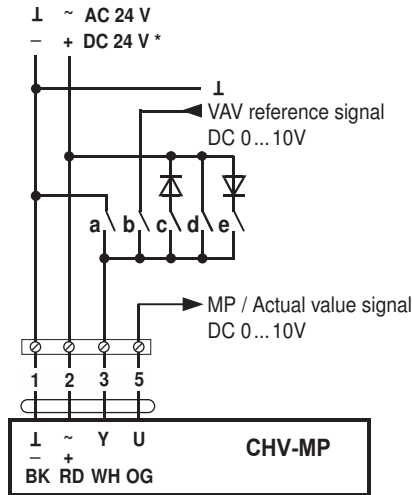 ⊥ ~ AC 24 V
– + DC 24 V *
⊥
VAV reference signal
DC 0...10V
a b c d e
MP / Actual value signal
DC 0...10V
1 2 3 5
⊥ ~ Y U
– +
CHV-MP
BK RD WH OG